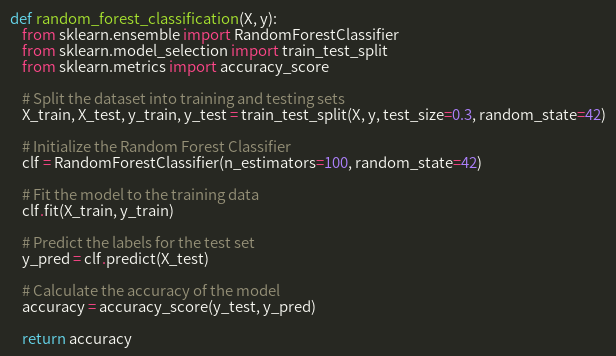 def random_forest_classification(X, y):
    from sklearn.ensemble import RandomForestClassifier
    from sklearn.model_selection import train_test_split
    from sklearn.metrics import accuracy_score
    # Split the dataset into training and testing sets
    X_train, X_test, y_train, y_test = train_test_split(X, y, test_size=0.3, random_state=42)
    # Initialize the Random Forest Classifier
    clf = RandomForestClassifier(n_estimators=100, random_state=42)
    # Fit the model to the training data
    clf.fit(X_train, y_train)
    # Predict the labels for the test set
    y_pred = clf.predict(X_test)
    # Calculate the accuracy of the model
    accuracy = accuracy_score(y_test, y_pred)
    return accuracy